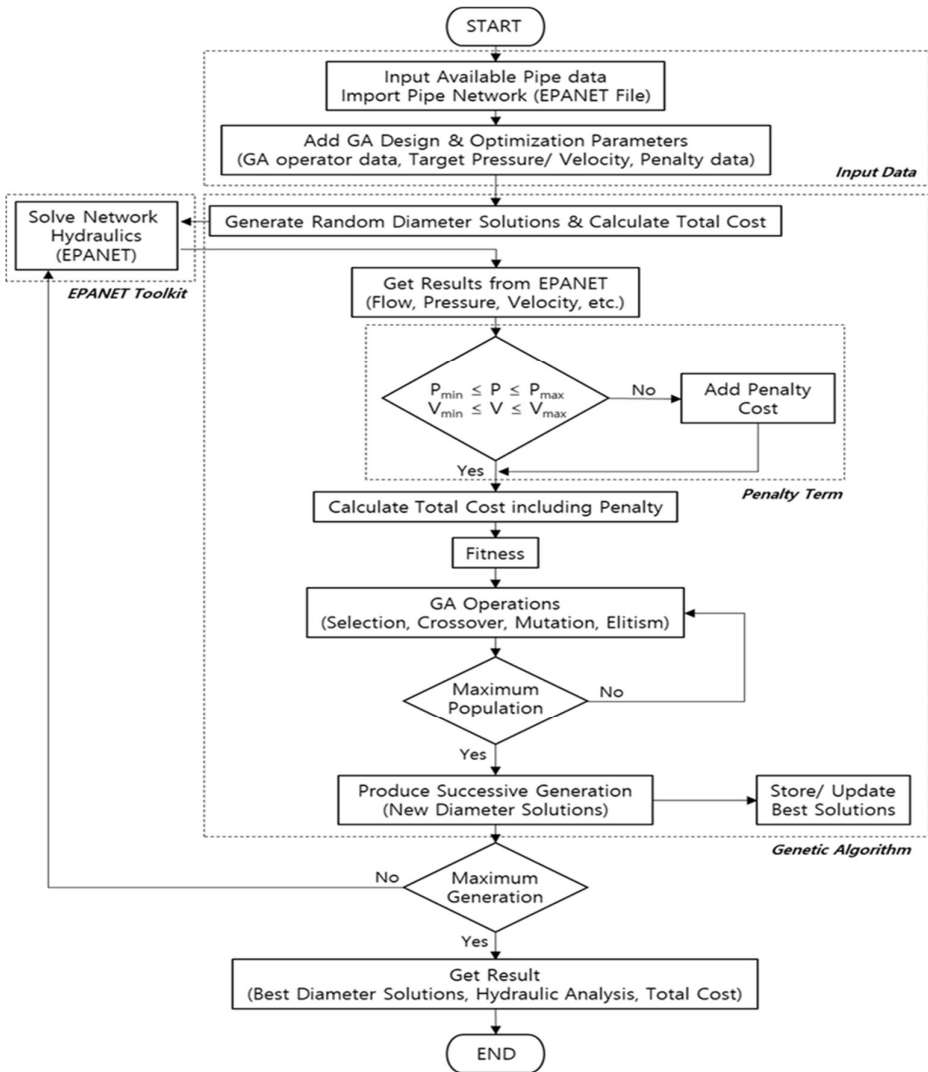 START
Input Available Pipe data
Import Pipe Network (EPANET File)
Add GA Design & Optimization Parameters
(GA operator data, Target Pressure/ Velocity, Penalty data)
Input Data
Solve Network
Hydraulics
(EPANET)
EPANET Toolkit
Generate Random Diameter Solutions & Calculate Total Cost
Get Results from EPANET
(Flow, Pressure, Velocity, etc.)
Pmin ≤ P ≤ Pmax
Vmin ≤ V ≤ Vmax
No
Add Penalty
Cost
Yes
Penalty Term
Calculate Total Cost including Penalty
Fitness
GA Operations
(Selection, Crossover, Mutation, Elitism)
Maximum
Population
No
Yes
Produce Successive Generation
(New Diameter Solutions)
Store/ Update
Best Solutions
Genetic Algorithm
No
Maximum
Generation
Yes
Get Result
(Best Diameter Solutions, Hydraulic Analysis, Total Cost)
END